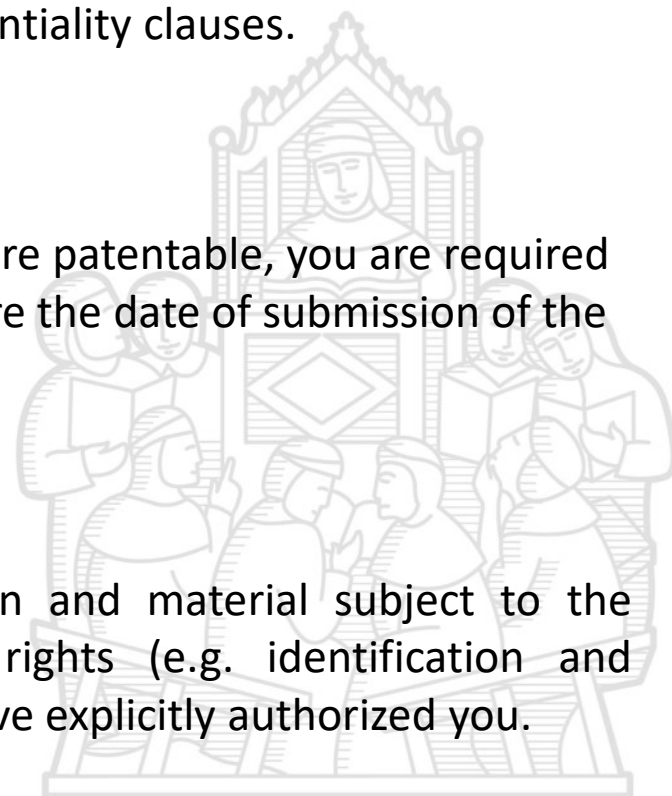 ntiality clauses.
re patentable, you are required
re the date of submission of the
n and material subject to the
rights (e.g. identification and
ve explicitly authorized you.